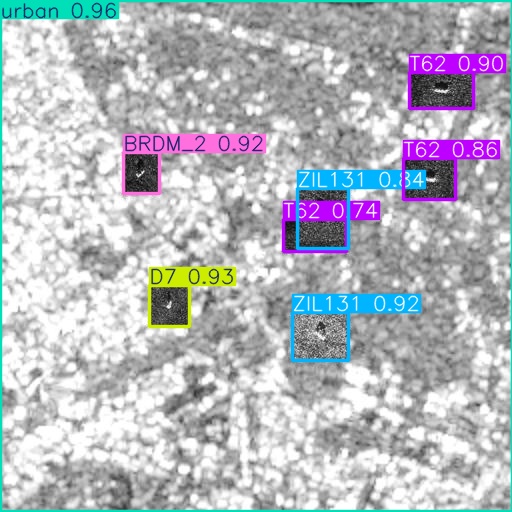 urban 0.96
T62 0.90
BRDM_2 0.92
T62 0.86
ZIL131 0.84
T62 0.74
D7 0.93
ZIL131 0.92